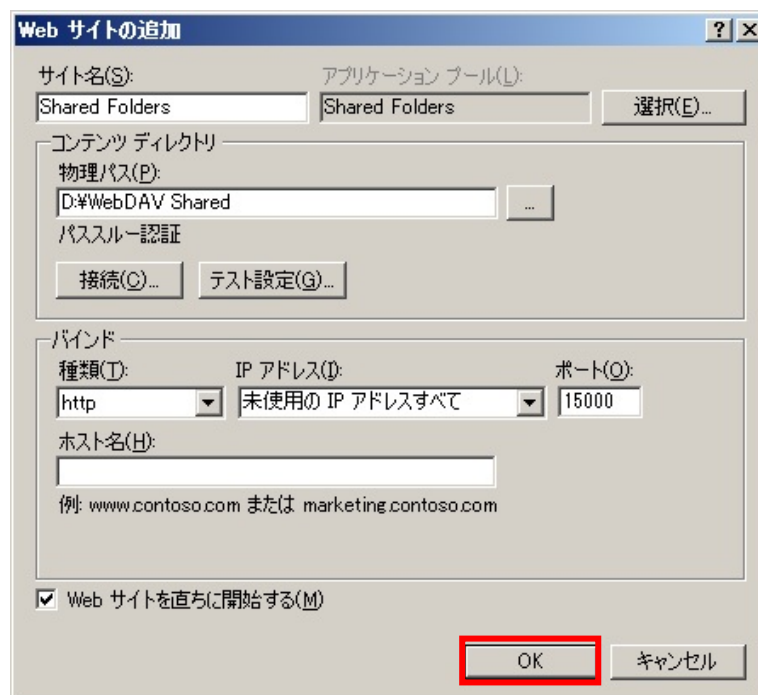 Web サイトの追加
サイト名(S): アプリケーション プール(L):
Shared Folders Shared Folders 選択(E)...
コンテンツ ディレクトリ
物理パス(P):
D:¥WebDAV Shared ...
パススルー認証
接続(C)... テスト設定(G)...
バインド
種類(T): IP アドレス(I): ポート(O):
http 未使用の IP アドレスすべて 15000
ホスト名(H):
例: www.contoso.com または marketing.contoso.com
Web サイトを直ちに開始する(M)
OK キャンセル